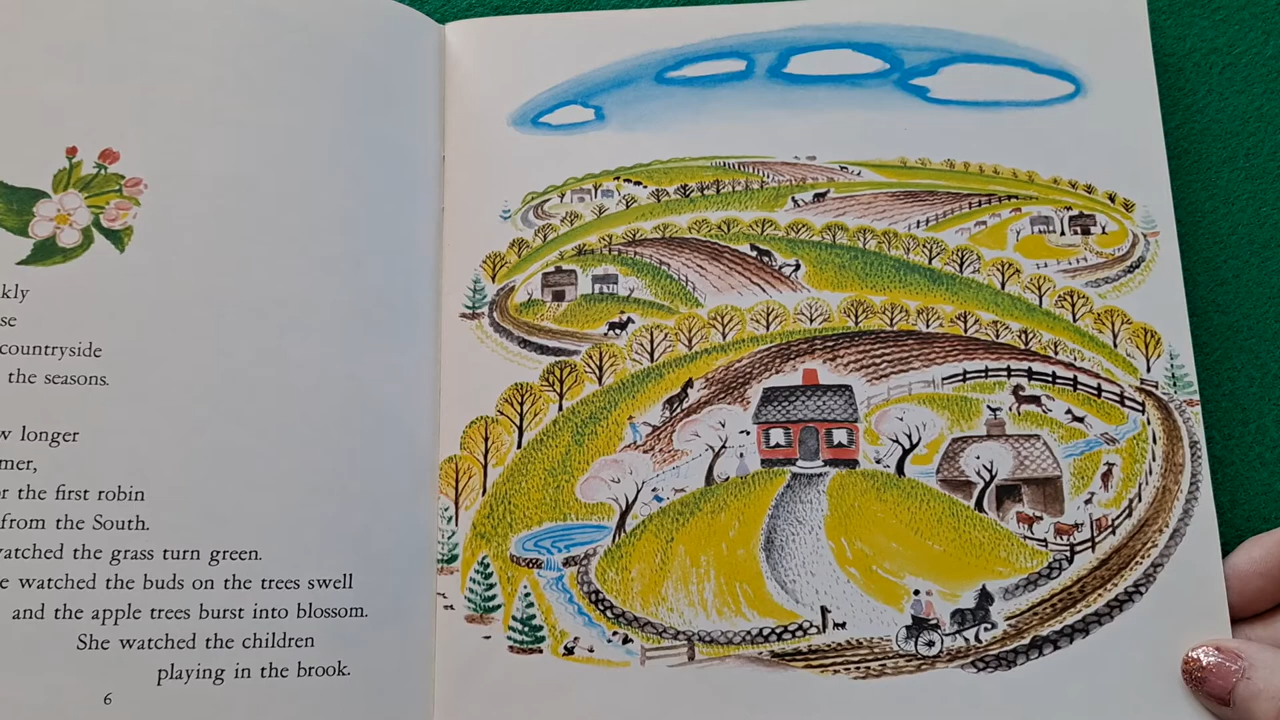 se
countryside
the seasons.
longer
the first robin
from the South.
watched the grass turn green.
watched the buds on the trees swell
and the apple trees burst into blossom.
She watched the children
playing in the brook.
6